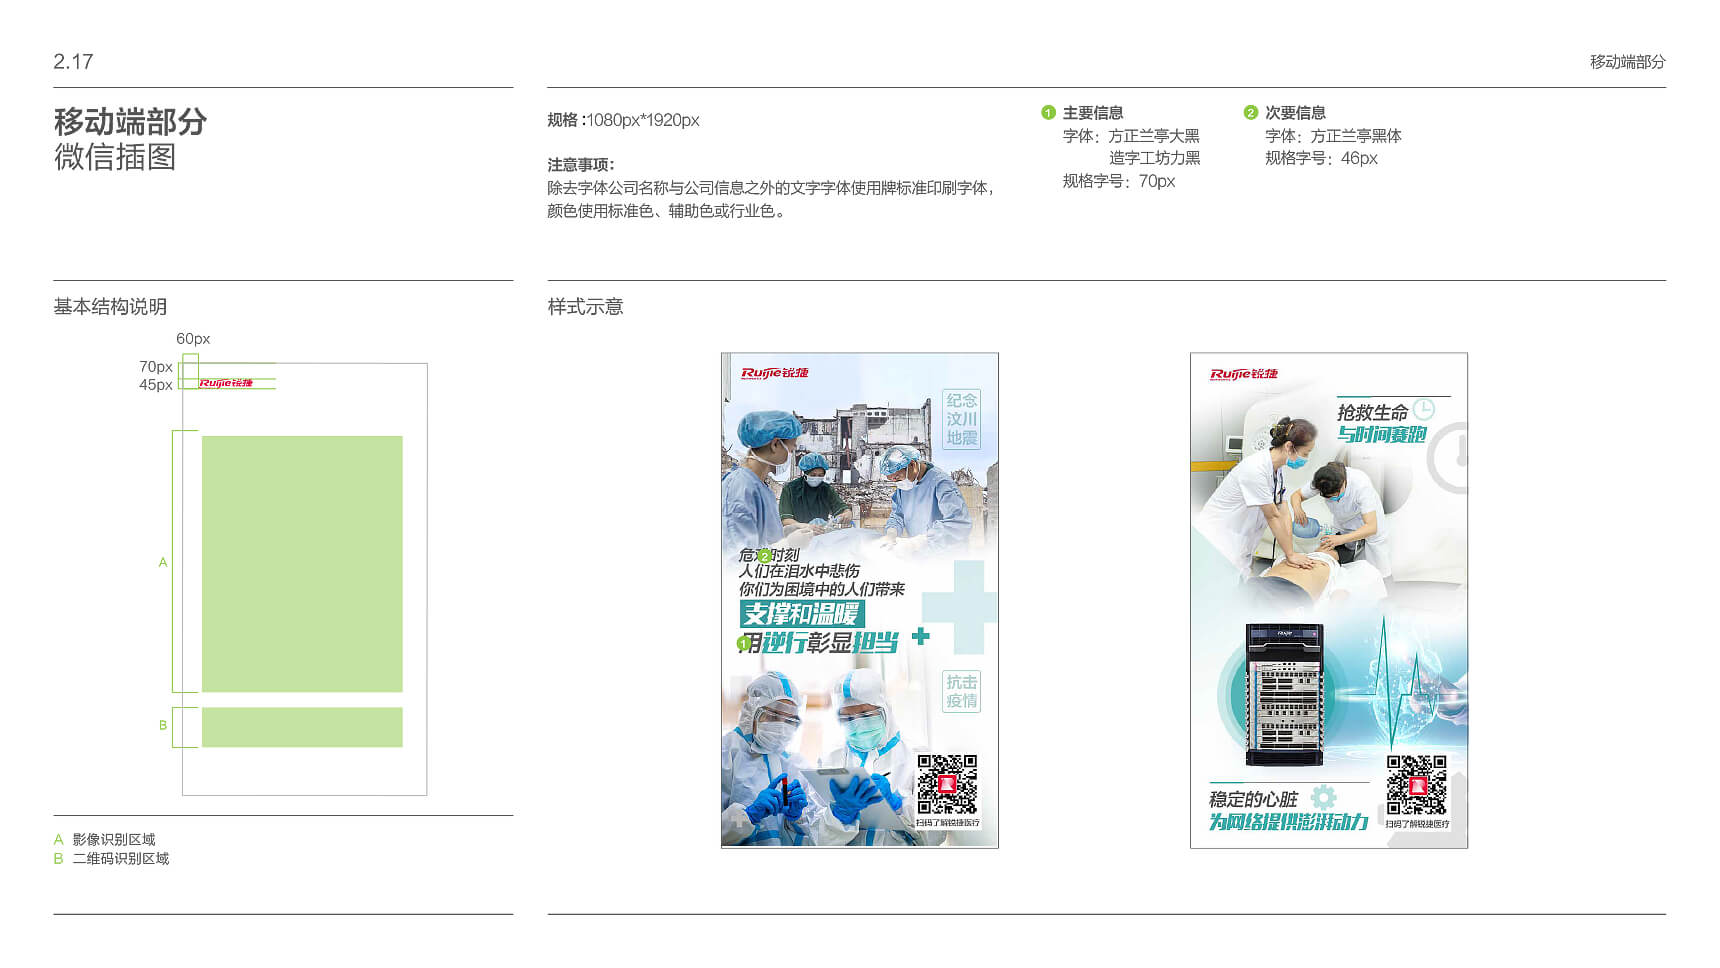 2.17
移动端部分
移动端部分
微信插图
规格:1080px*1920px
注意事项：
除去字体公司名称与公司信息之外的文字字体使用牌标准印刷字体，
颜色使用标准色、辅助色或行业色。
1 主要信息
字体：方正兰亭大黑
造字工坊力黑
规格字号：70px
2 次要信息
字体：方正兰亭黑体
规格字号：46px
基本结构说明
60px
70px
45px
Ruijie锐捷
A
B
A 影像识别区域
B 二维码识别区域
样式示意
Ruijie锐捷
纪念
汶川
地震
危 2 时刻
人们在泪水中悲伤
你们为困境中的人们带来
支撑和温暖
1 用逆行彰显担当
抗击
疫情
扫码了解锐捷医疗
Ruijie锐捷
抢救生命
与时间赛跑
Ruijie
稳定的心脏
为网络提供澎湃动力
扫码了解锐捷医疗